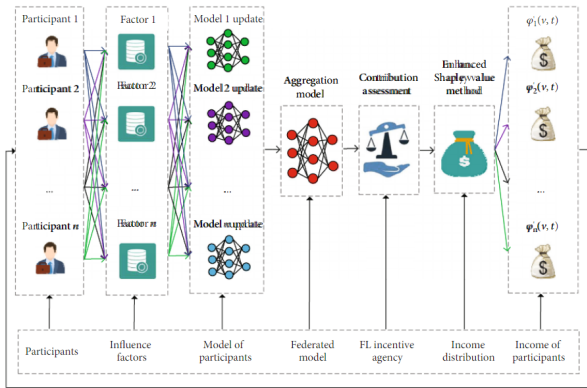 Participant 1
Factor 1
Model 1 update
φ1(v, t)
Participant 2
Factor 2
Model 2 update
Aggregation
model
Contribution
assessment
Enhanced
Shapley value
method
φ2(v, t)
...
...
...
...
Participant n
Factor n
Model n update
φn(v, t)
Participants
Influence
factors
Model of
participants
Federated
model
FL incentive
agency
Income
distribution
Income of
participants